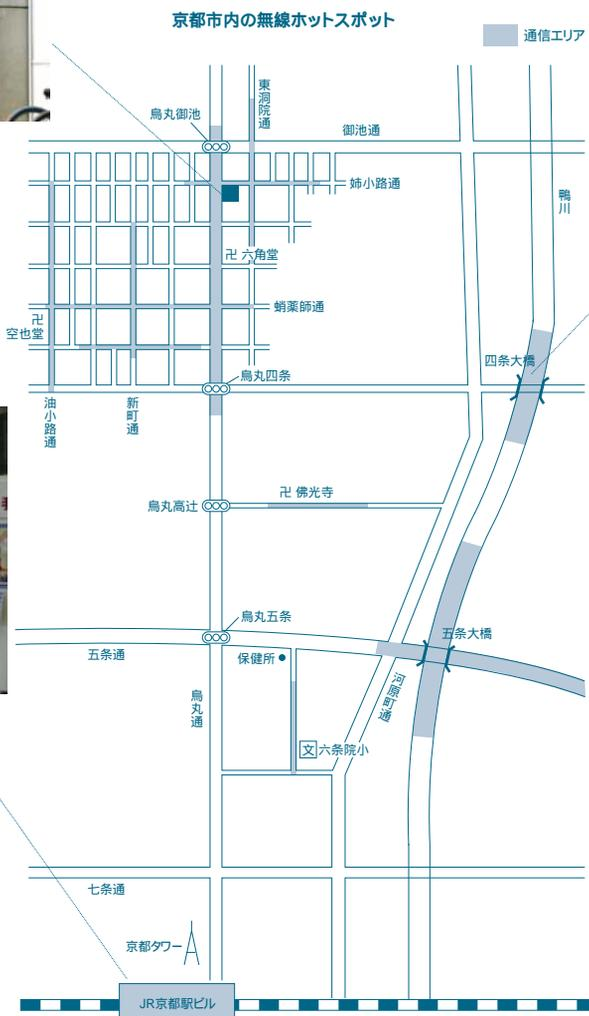 京都市内の無線ホットスポット
通信エリア
東洞院通
烏丸御池
御池通
姉小路通
鴨川
卍 六角堂
蛸薬師通
卍
空也堂
四条大橋
烏丸四条
油小路通
新町通
卍 佛光寺
烏丸高辻
烏丸五条
五条大橋
五条通
保健所
烏丸通
河原町通
文 六条院小
七条通
京都タワー
JR京都駅ビル